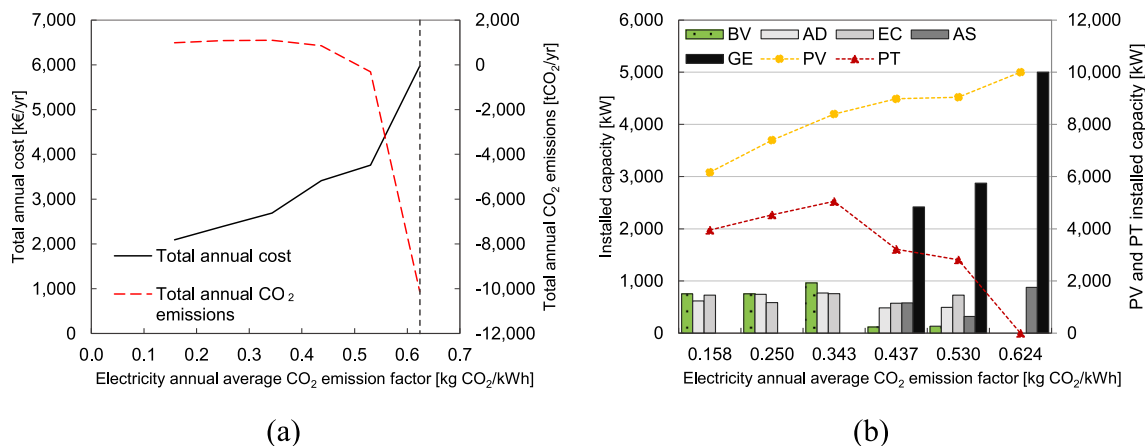 7,000
6,000
5,000
4,000
3,000
2,000
1,000
0
Total annual cost [k€/yr]
2,000
0
-2,000
-4,000
-6,000
-8,000
-10,000
-12,000
Total annual CO2 emissions [tCO2/yr]
Total annual cost
Total annual CO2
emissions
0.0 0.1 0.2 0.3 0.4 0.5 0.6 0.7
Electricity annual average CO2 emission factor [kg CO2/kWh]
(a)
6,000
5,000
4,000
3,000
2,000
1,000
0
Installed capacity [kW]
BV AD EC AS
GE PV PT
12,000
10,000
8,000
6,000
4,000
2,000
0
PV and PT installed capacity [kW]
0.158 0.250 0.343 0.437 0.530 0.624
Electricity annual average CO2 emission factor [kg CO2/kWh]
(b)